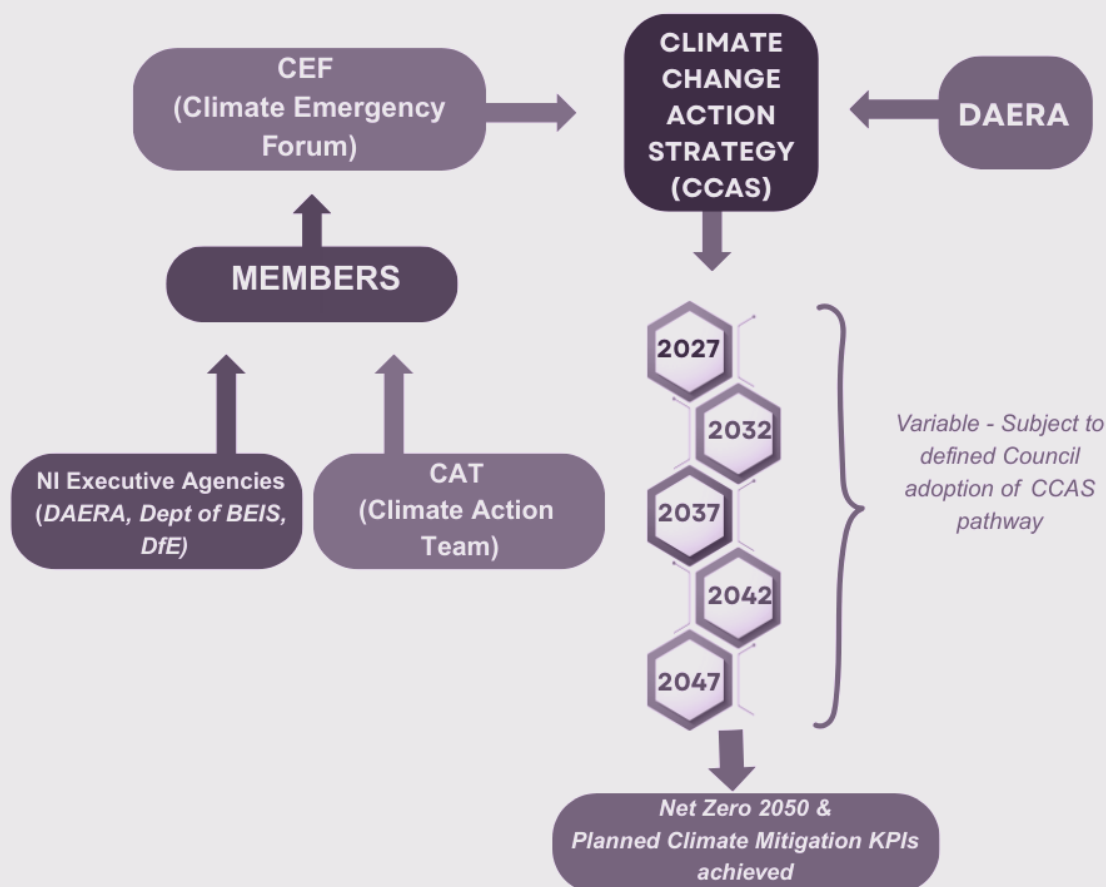 CEF
(Climate Emergency
Forum)
CLIMATE
CHANGE
ACTION
STRATEGY
(CCAS)
DAERA
MEMBERS
NI Executive Agencies
(DAERA, Dept of BEIS,
DfE)
CAT
(Climate Action
Team)
2027
2032
2037
2042
2047
Variable - Subject to
defined Council
adoption of CCAS
pathway
Net Zero 2050 &
Planned Climate Mitigation KPIs
achieved